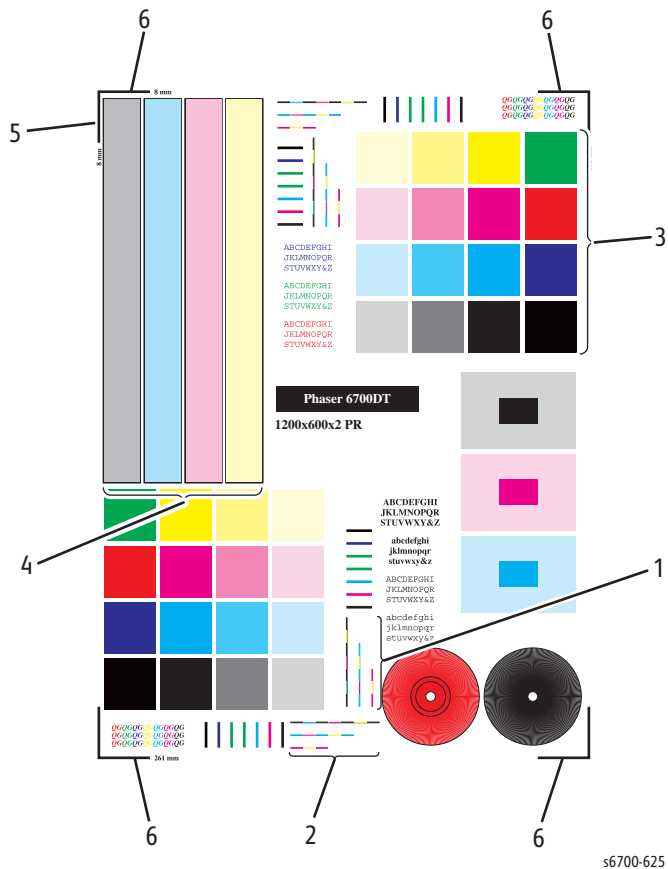 6
6
8 mm
QGQGQGQGQGQGQG
QGQGQGQGQGQGQG
QGQGQGQGQGQGQG
5
8 mm
3
ABCDEFGHI
JKLMNOPQR
STUVWXY&Z
ABCDEFGHI
JKLMNOPQR
STUVWXY&Z
ABCDEFGHI
JKLMNOPQR
STUVWXY&Z
Phaser 6700DT
1200x600x2 PR
4
ABCDEFGHI
JKLMNOPQR
STUVWXY&Z
abcdefghi
jklmnopqr
stuvwxy&z
ABCDEFGHI
JKLMNOPQR
STUVWXY&Z
abcdefghi
jklmnopqr
stuvwxy&z
1
QGQGQGQGQGQGQG
QGQGQGQGQGQGQG
QGQGQGQGQGQGQG
261 mm
6
2
6
s6700-625